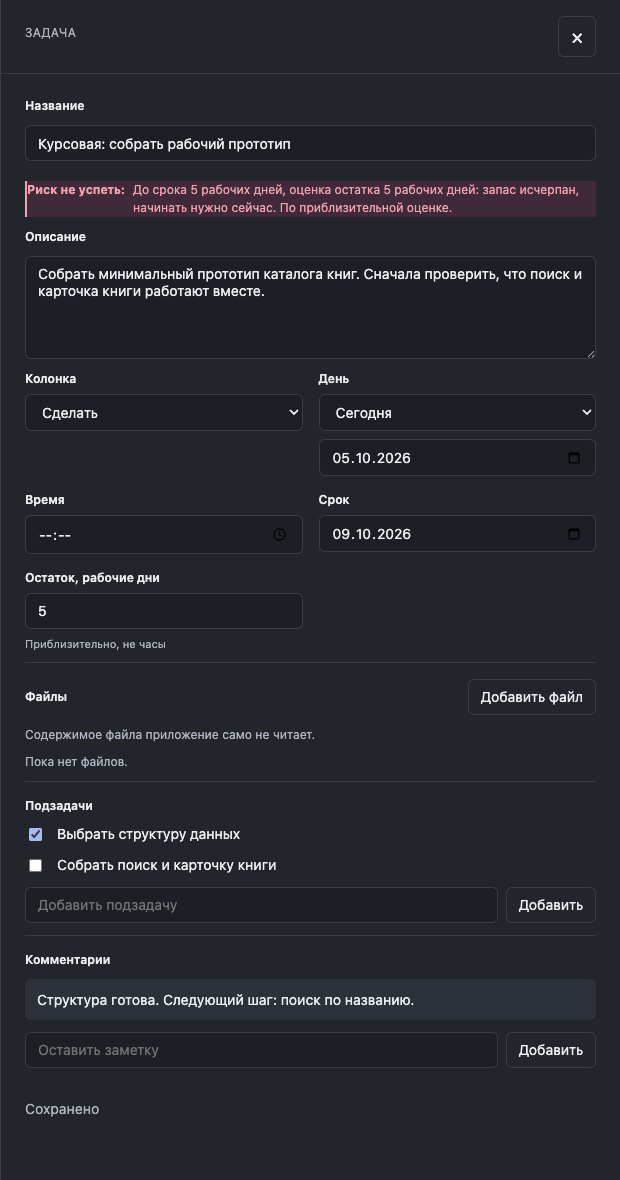 ЗАДАЧА
×
Название
Курсовая: собрать рабочий прототип
Риск не успеть: До срока 5 рабочих дней, оценка остатка 5 рабочих дней: запас исчерпан,
начинать нужно сейчас. По приблизительной оценке.
Описание
Собрать минимальный прототип каталога книг. Сначала проверить, что поиск и
карточка книги работают вместе.
Колонка
День
Сделать
Сегодня
05.10.2026
Время
Срок
--:--
09.10.2026
Остаток, рабочие дни
5
Приблизительно, не часы
Файлы
Добавить файл
Содержимое файла приложение само не читает.
Пока нет файлов.
Подзадачи
Выбрать структуру данных
Собрать поиск и карточку книги
Добавить подзадачу
Добавить
Комментарии
Структура готова. Следующий шаг: поиск по названию.
Оставить заметку
Добавить
Сохранено